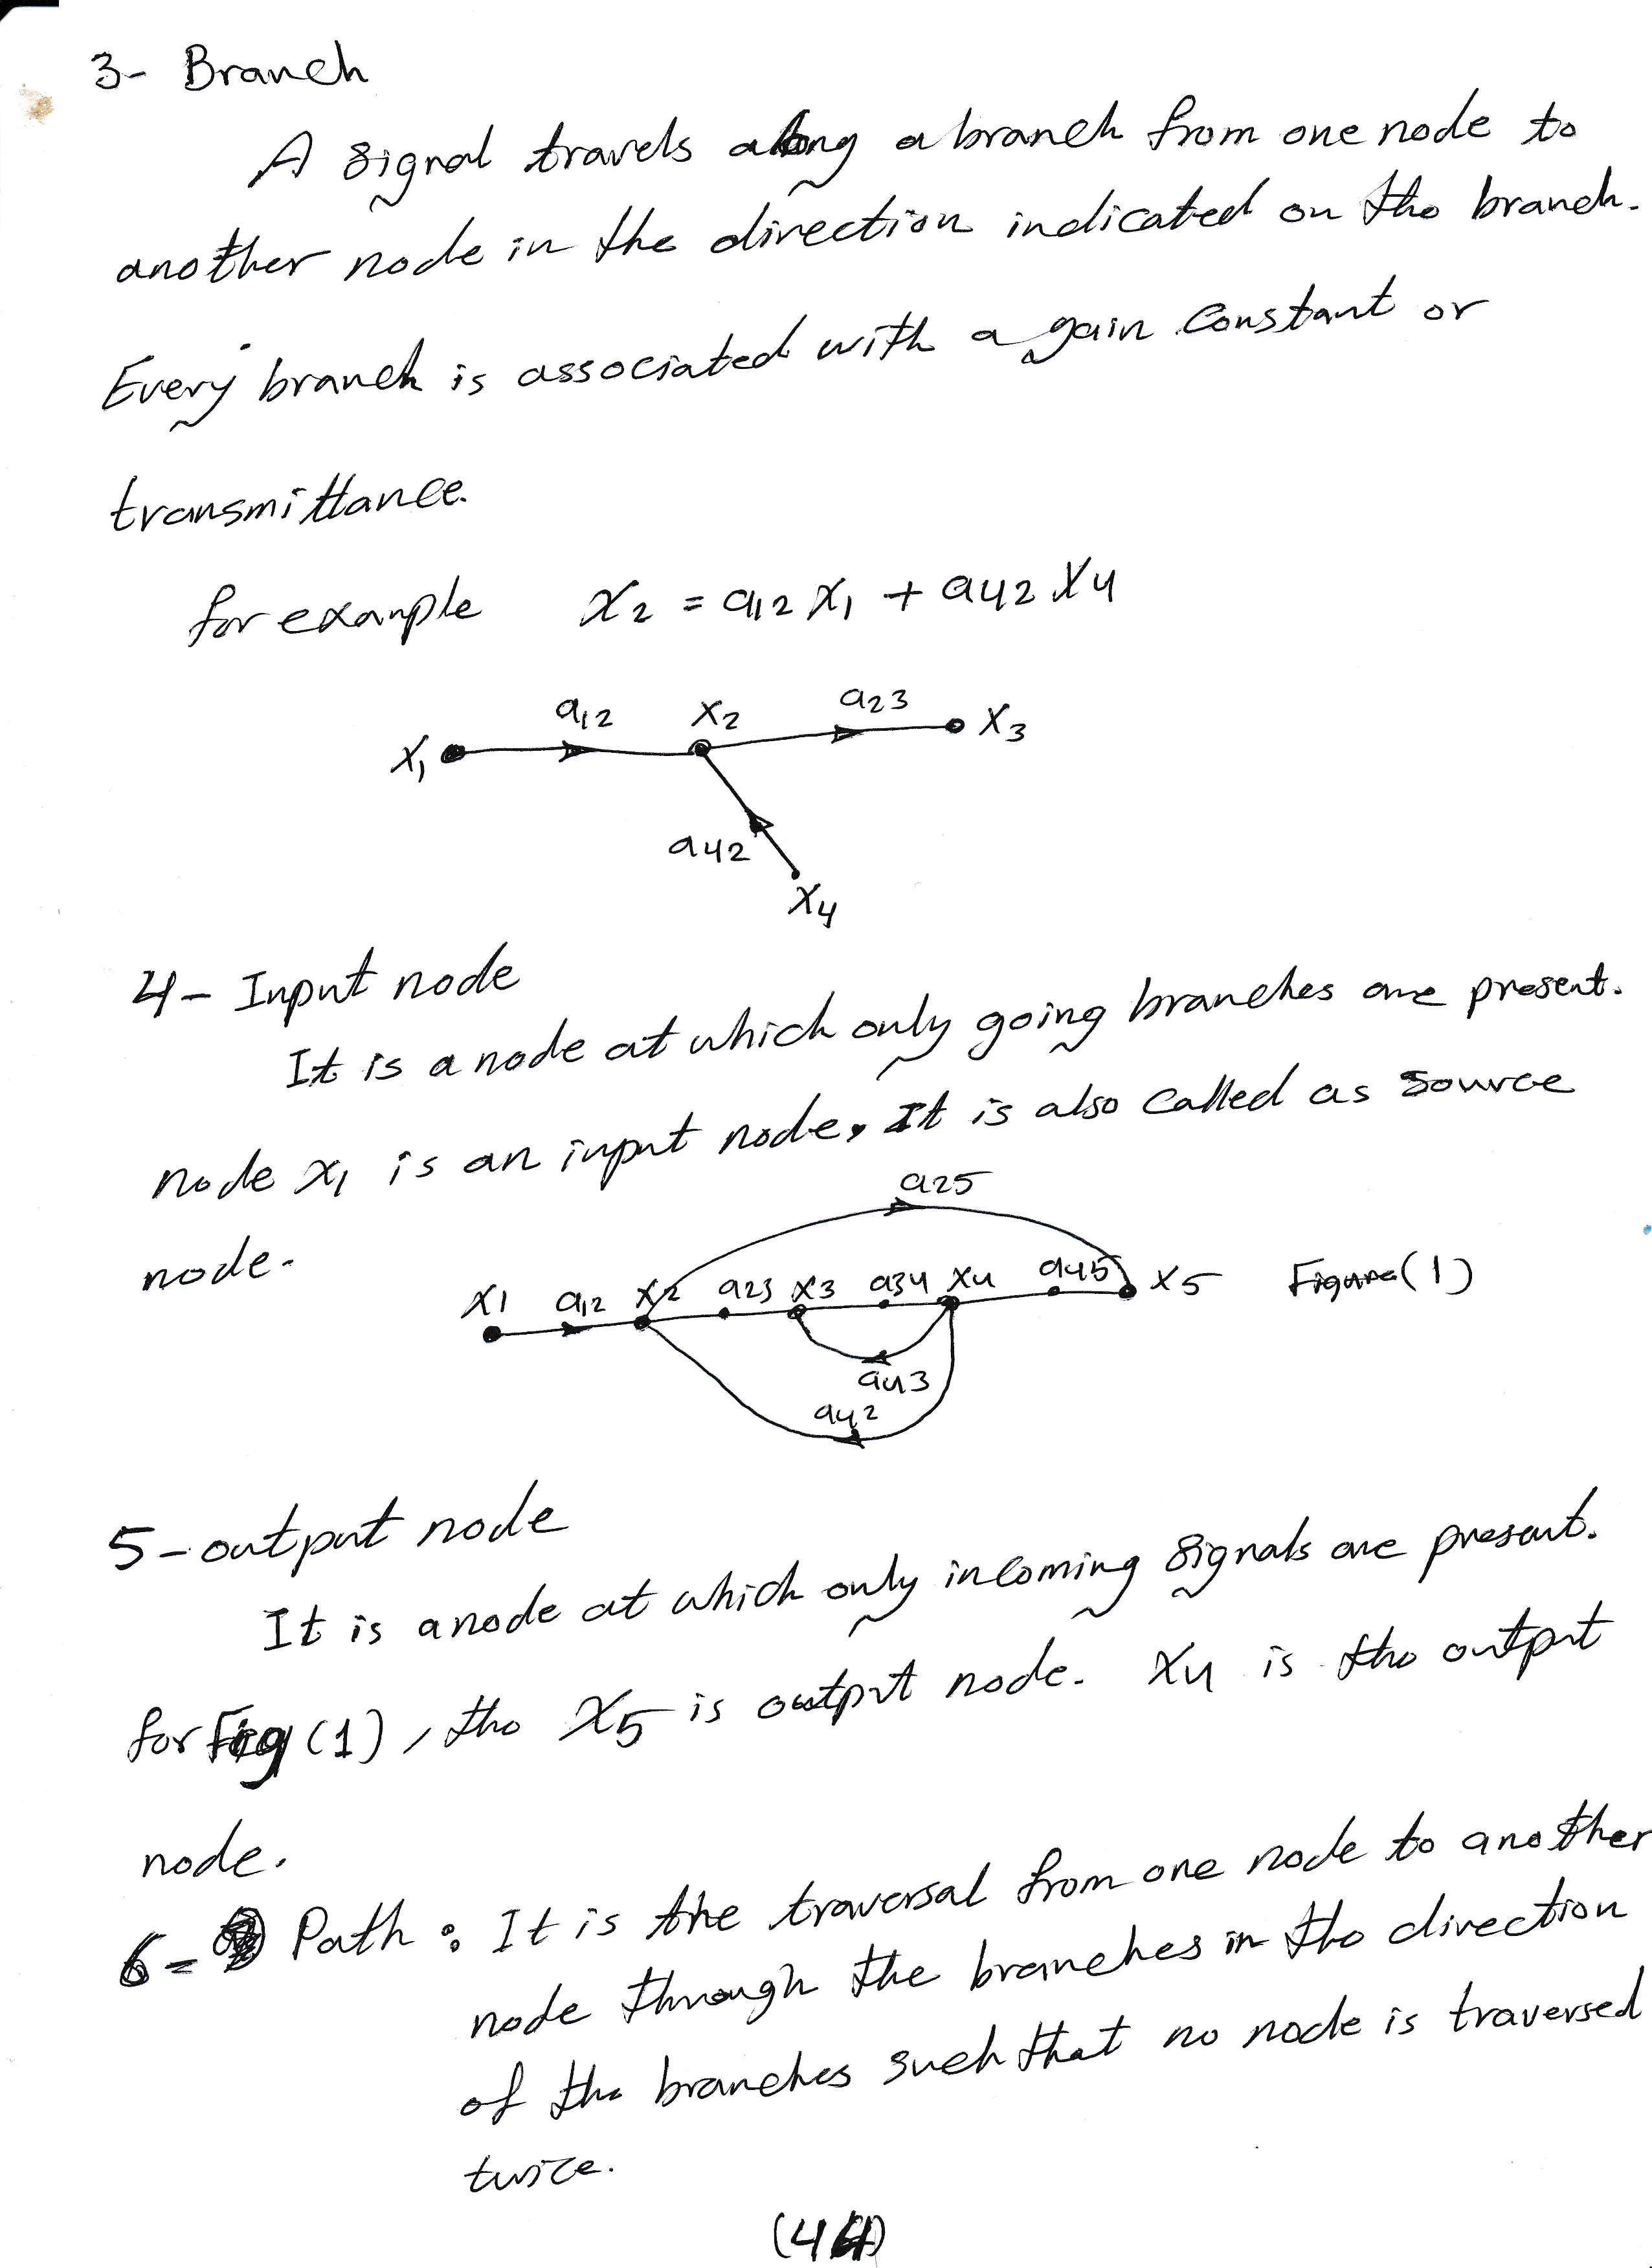 3- Branch
A signal travels along a branch from one node to
another node in the direction indicated on the branch.
Every branch is associated with a gain constant or
transmittance.
for example x2 = a12 x1 + a42 x4
a12 x2 a23
x1 x3
a42
x4
4- Input node
It is a node at which only going branches are present.
node x1 is an input node. It is also called as source
node.
a25
x1 a12 x2 a23 x3 a34 x4 a45 x5 Figure(1)
a43
a42
5- output node
It is a node at which only incoming signals are present.
for Fig (1), the x5 is output node. x4 is the output
node.
6- Path : It is the traversal from one node to another
node through the branches in the direction
of the branches such that no node is traversed
twice.